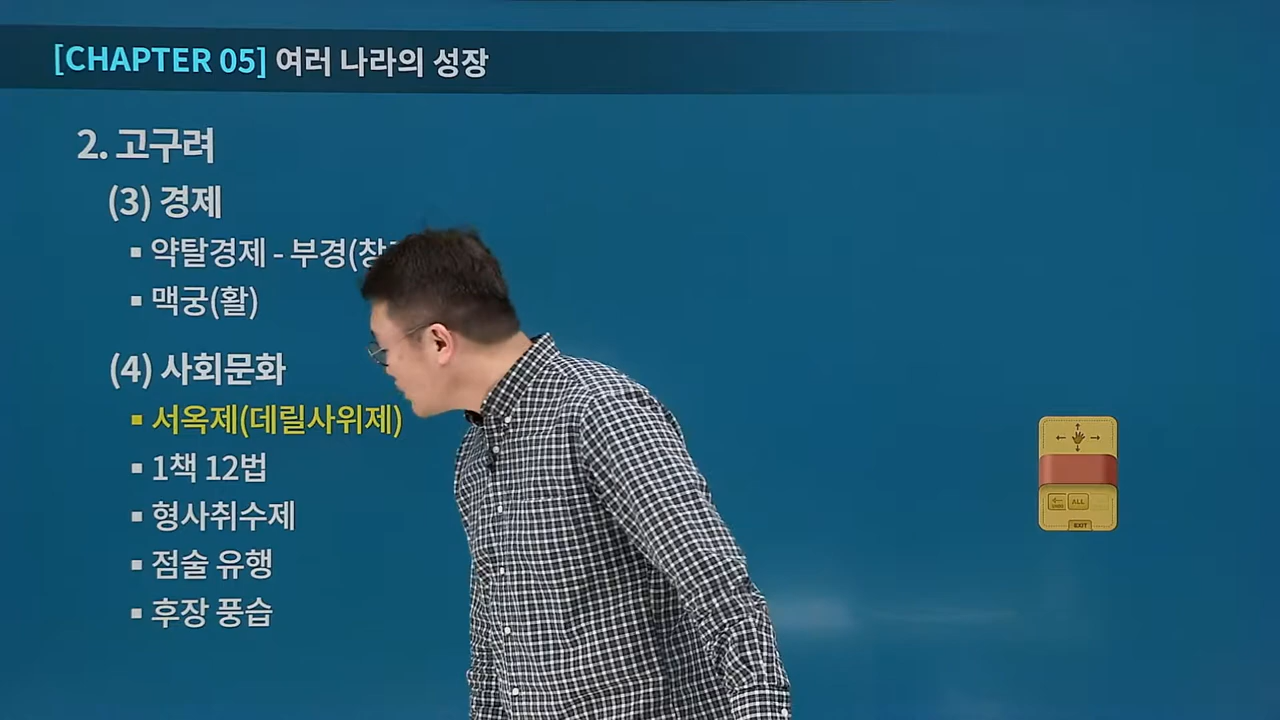 [CHAPTER 05] 여러 나라의 성장
2. 고구려
(3) 경제
▪ 약탈경제 - 부경(창
▪ 맥궁(활)
(4) 사회문화
▪ 서옥제(데릴사위제)
▪ 1책 12법
▪ 형사취수제
▪ 점술 유행
▪ 후장 풍습
ALL
EXIT